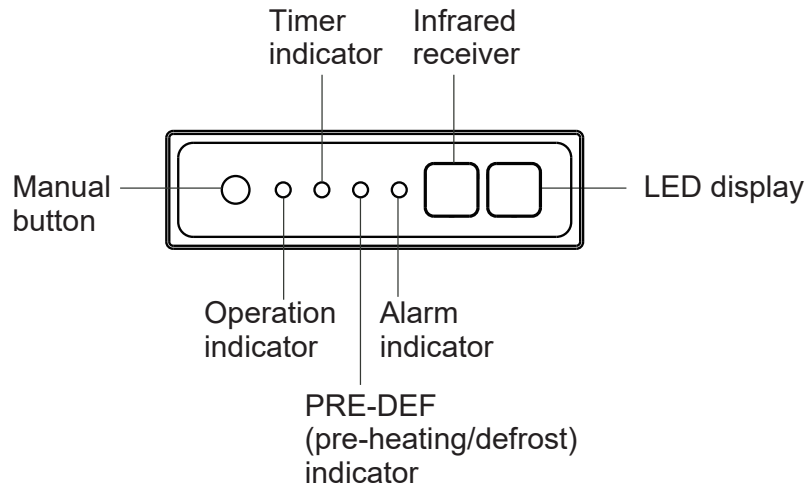 Timer
indicator
Infrared
receiver
Manual
button
LED display
Operation
indicator
Alarm
indicator
PRE-DEF
(pre-heating/defrost)
indicator